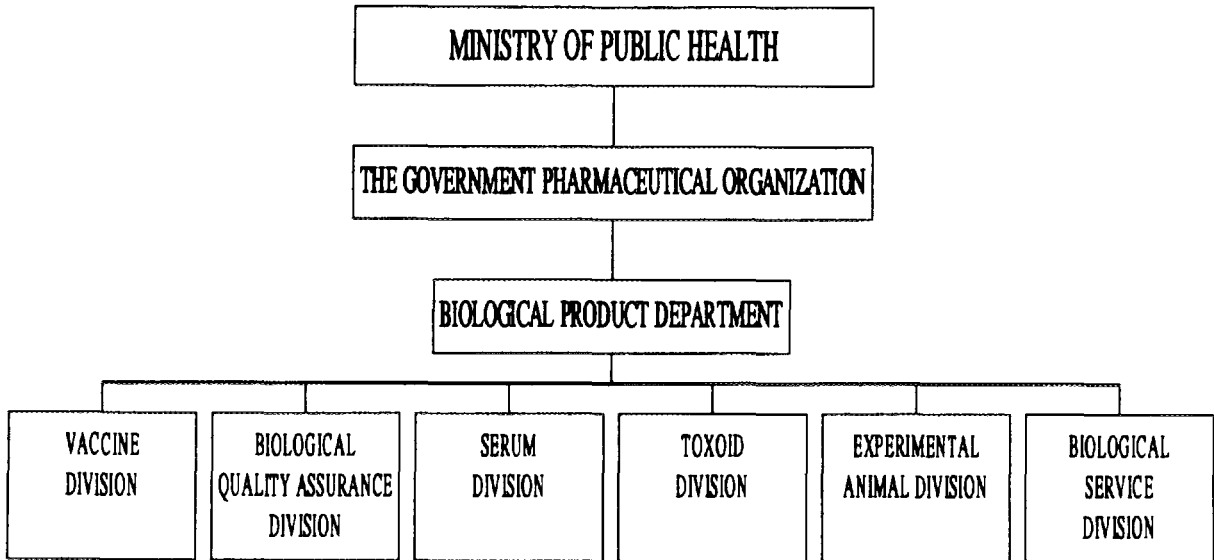 MINISTRY OF PUBLIC HEALTH
THE GOVERNMENT PHARMACEUTICAL ORGANIZATION
BIOLOGICAL PRODUCT DEPARTMENT
VACCINE
DIVISION
BIOLOGICAL
QUALITY ASSURANCE
DIVISION
SERUM
DIVISION
TOXOID
DIVISION
EXPERIMENTAL
ANIMAL DIVISION
BIOLOGICAL
SERVICE
DIVISION